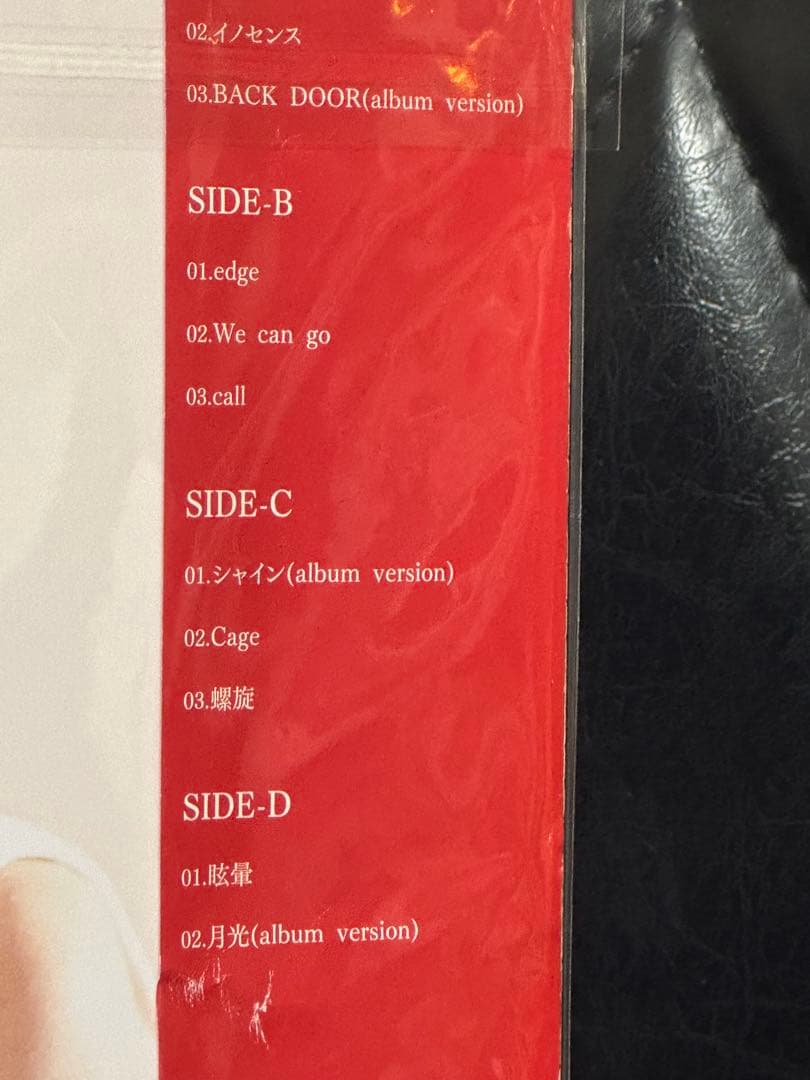 02.イノセンス
03.BACK DOOR(album version)
SIDE-B
01.edge
02.We can go
03.call
SIDE-C
01.シャイン(album version)
02.Cage
03.螺旋
SIDE-D
01.眩暈
02.月光(album version)